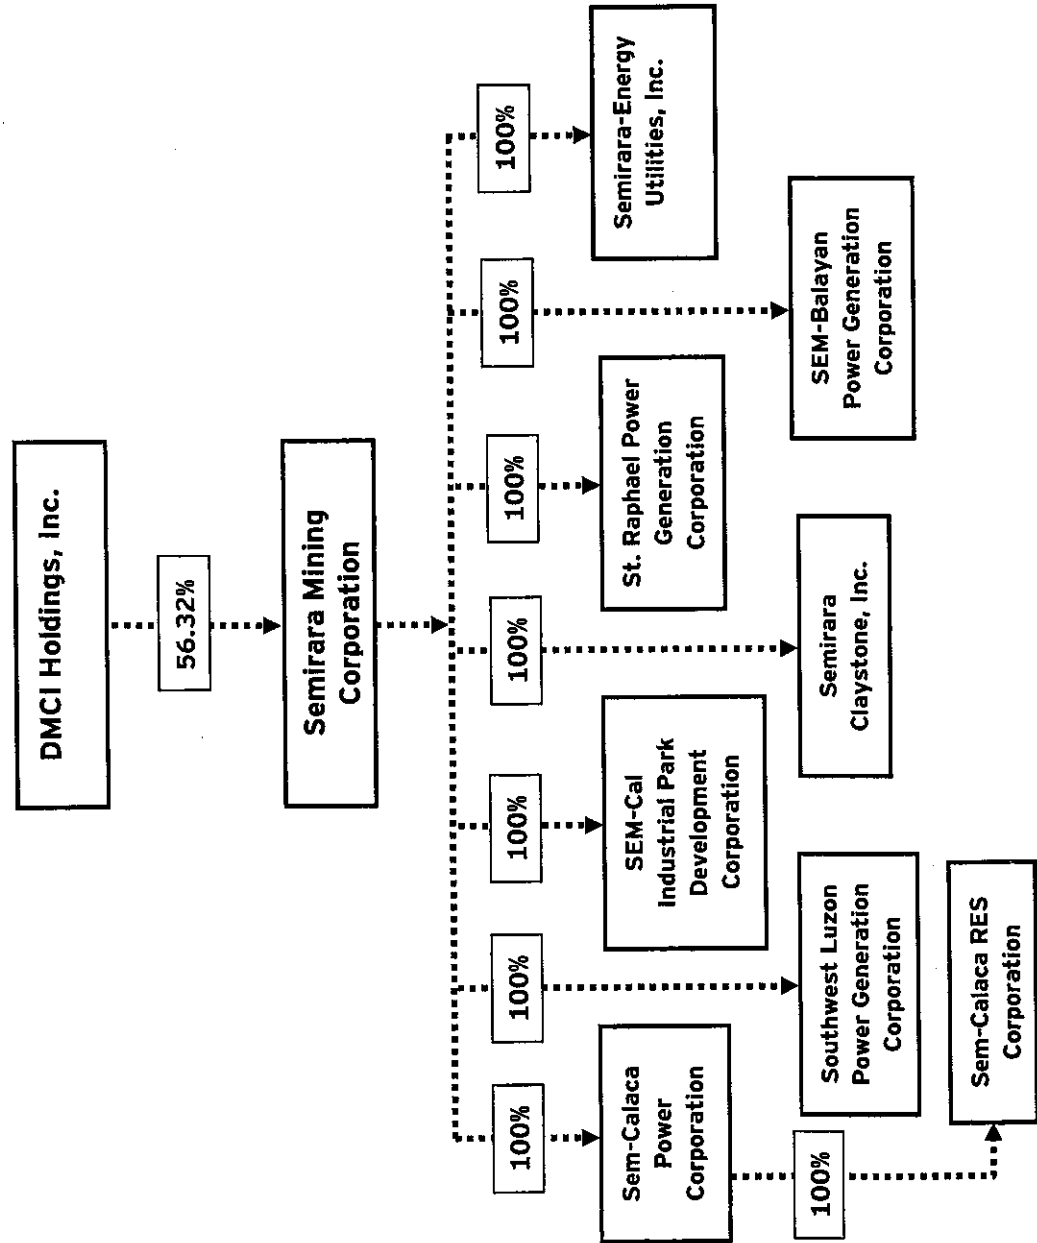 DMCI Holdings, Inc.
56.32%
Semirara Mining
Corporation
100%
100%
100%
100%
100%
100%
100%
Sem-Calaca
Power
Corporation
SEM-Cal
Industrial Park
Development
Corporation
St. Raphael Power
Generation
Corporation
Semirara-Energy
Utilities, Inc.
100%
Southwest Luzon
Power Generation
Corporation
Semirara
Claystone, Inc.
SEM-Balayan
Power Generation
Corporation
Sem-Calaca RES
Corporation